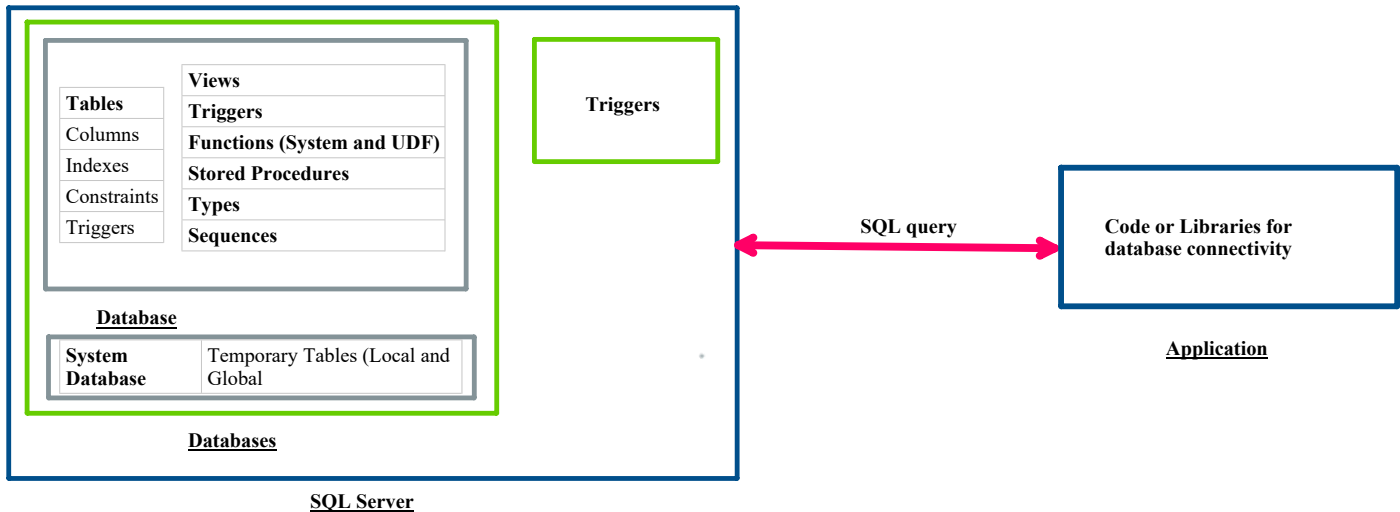 Tables
Columns
Indexes
Constraints
Triggers
Views
Triggers
Functions (System and UDF)
Stored Procedures
Types
Sequences
Database
System
Database
Temporary Tables (Local and
Global
Databases
Triggers
SQL Server
SQL query
Code or Libraries for
database connectivity
Application